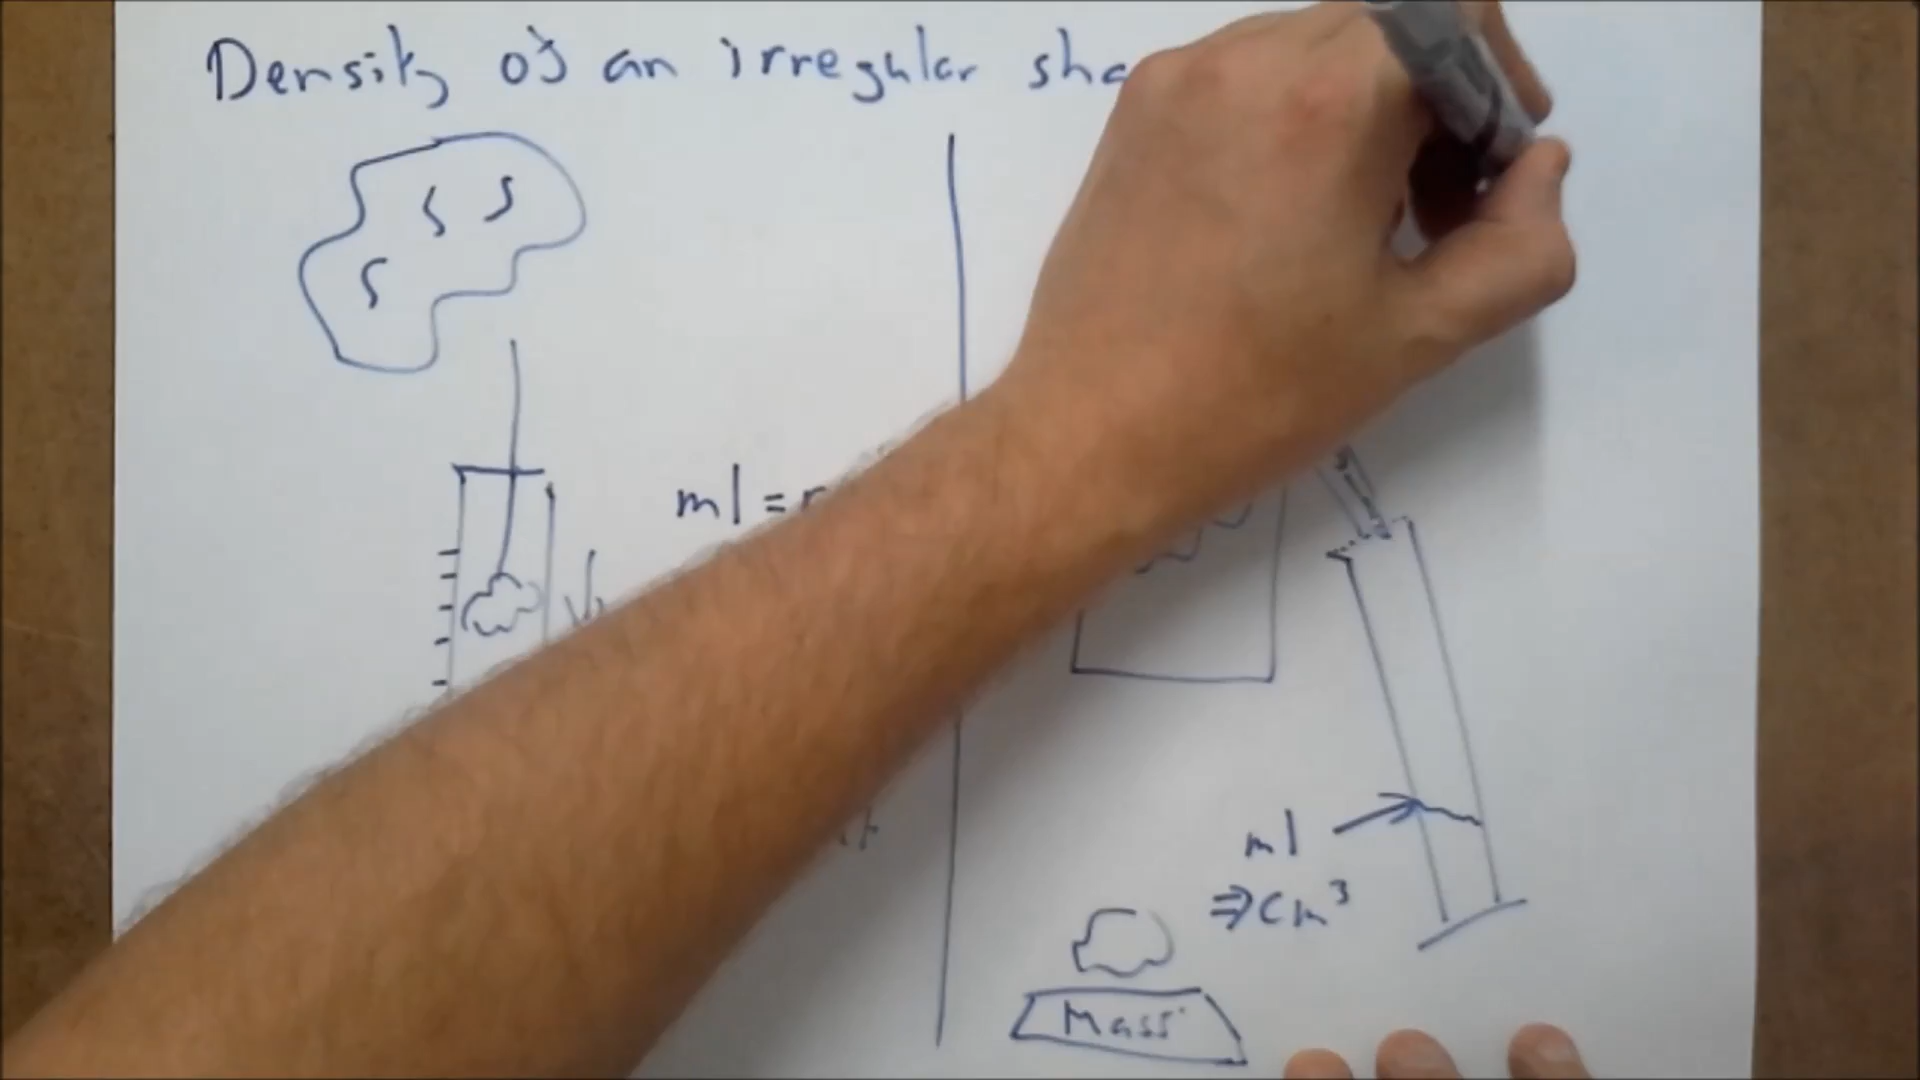 Density of an irregular sha
ml =
ml
⇒ cm³
Mass